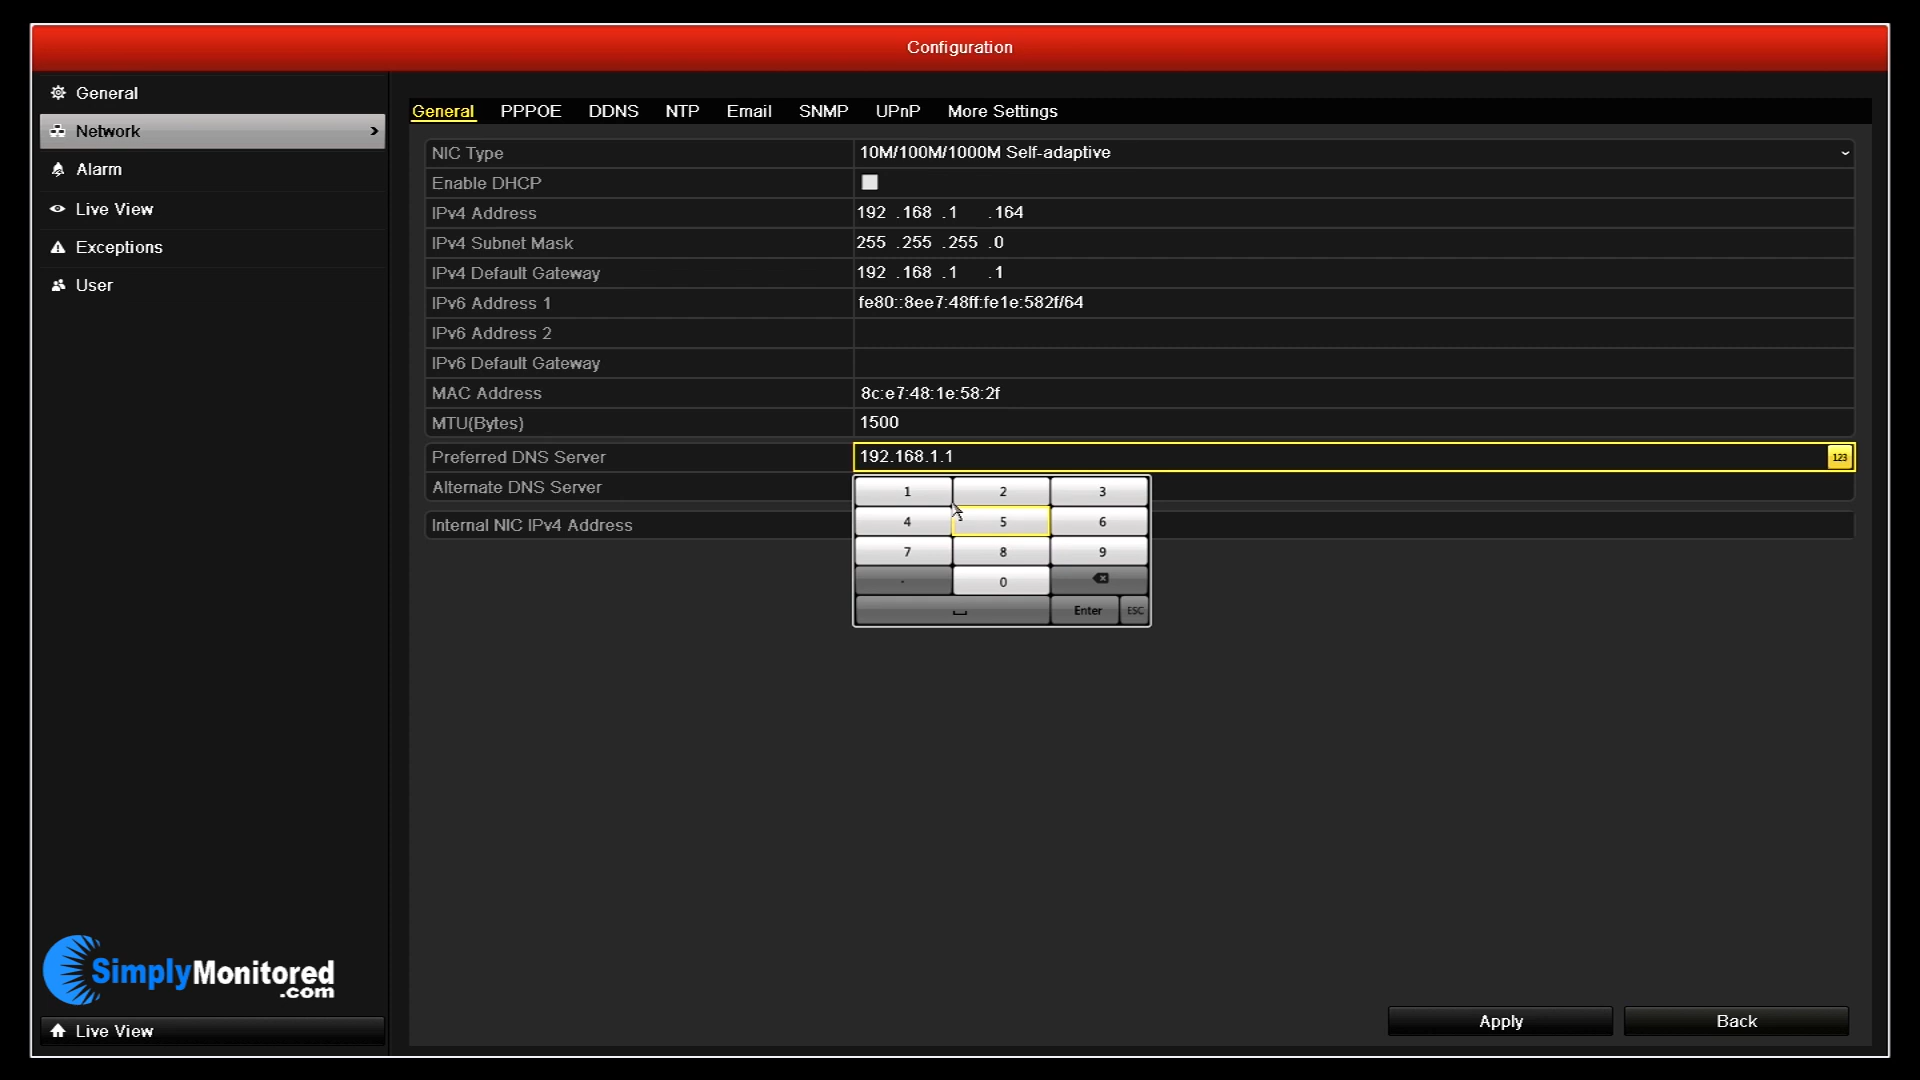 Configuration
General
Network >
Alarm
Live View
Exceptions
User
General PPPOE DDNS NTP Email SNMP UPnP More Settings
NIC Type 10M/100M/1000M Self-adaptive
Enable DHCP
IPv4 Address 192 .168 .1 .164
IPv4 Subnet Mask 255 .255 .255 .0
IPv4 Default Gateway 192 .168 .1 .1
IPv6 Address 1 fe80::8ee7:48ff:fe1e:582f/64
IPv6 Address 2
IPv6 Default Gateway
MAC Address 8c:e7:48:1e:58:2f
MTU(Bytes) 1500
Preferred DNS Server 192.168.1.1 123
Alternate DNS Server
Internal NIC IPv4 Address
1 2 3
4 5 6
7 8 9
. 0
Enter ESC
SimplyMonitored
.com
Live View
Apply Back